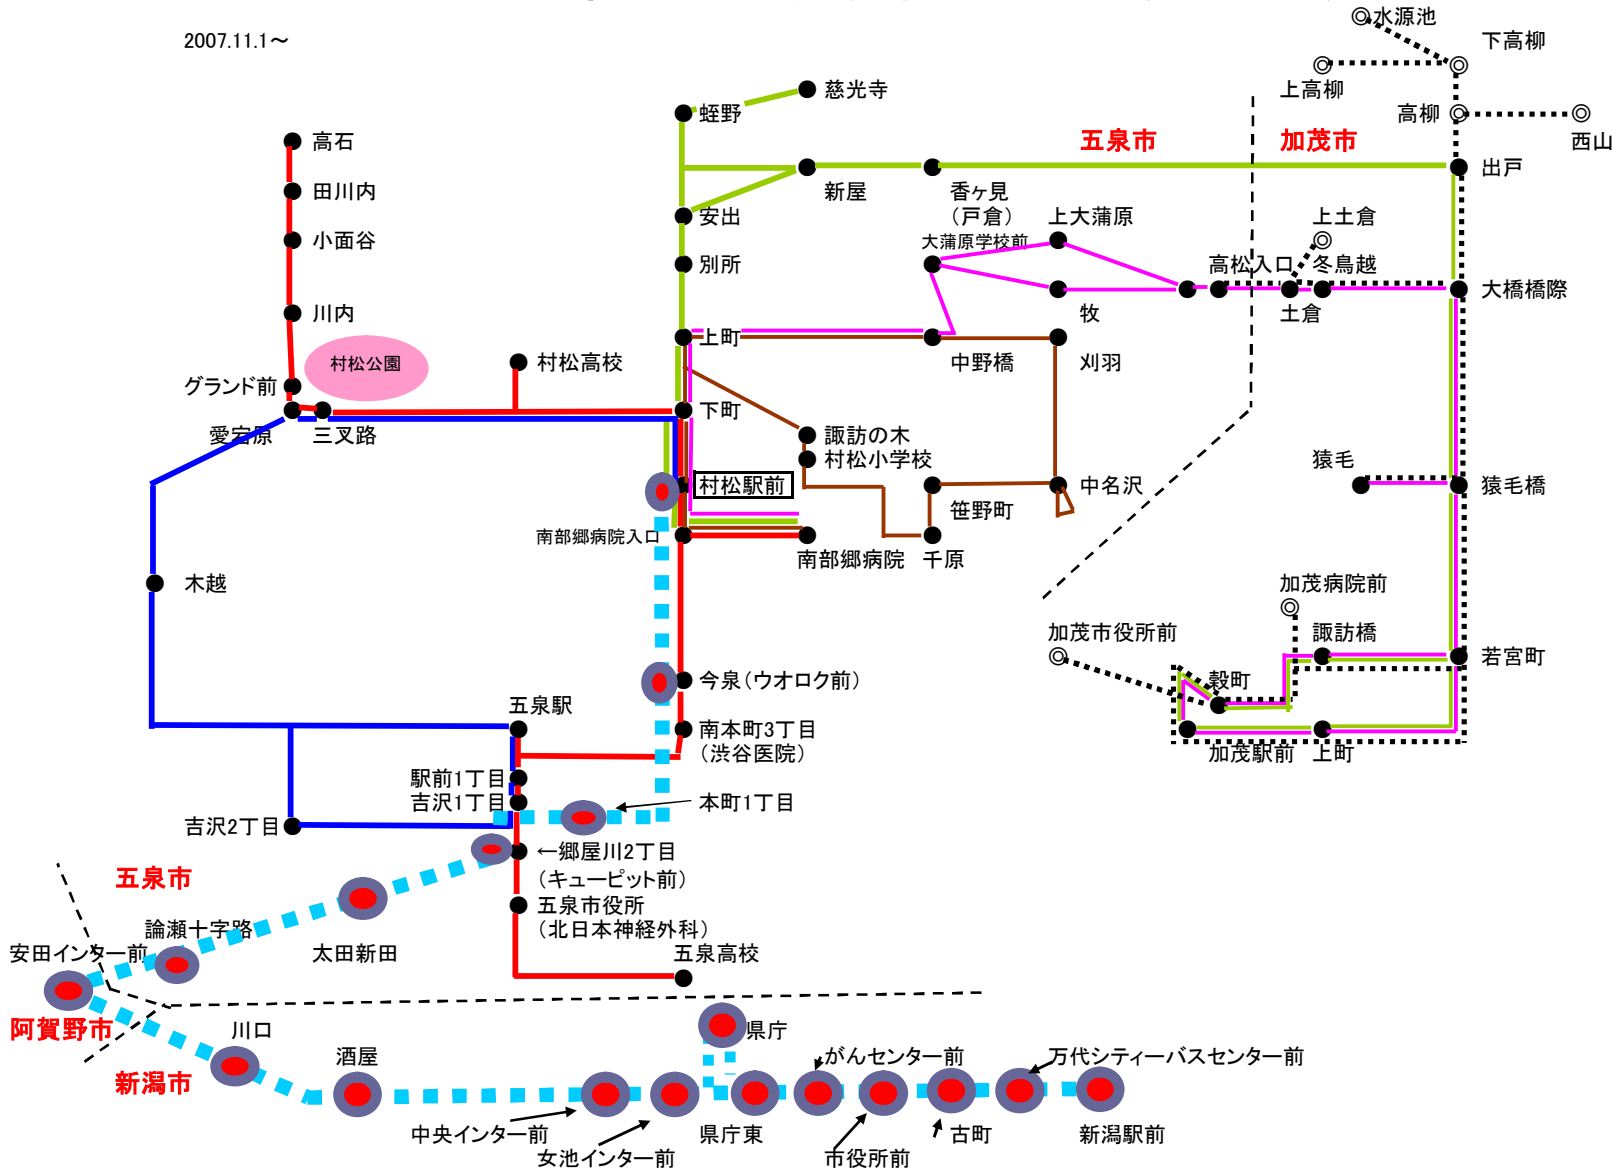 水源池
2007.11.1～
下高柳
慈光寺
上高柳
蛭野
高柳
高石
五泉市
加茂市
西山
出戸
田川内
新屋
香ヶ見
（戸倉）
安出
上大蒲原
上土倉
小面谷
大蒲原学校前
別所
高松入口
冬鳥越
大橋橋際
川内
牧
土倉
上町
村松公園
村松高校
中野橋
刈羽
グランド前
下町
愛宕原
三叉路
諏訪の木
村松小学校
猿毛
村松駅前
中名沢
猿毛橋
笹野町
南部郷病院入口
南部郷病院
千原
木越
加茂病院前
加茂市役所前
諏訪橋
若宮町
今泉（ウオロク前）
穀町
五泉駅
南本町3丁目
（渋谷医院）
加茂駅前
上町
駅前1丁目
吉沢1丁目
本町1丁目
吉沢2丁目
←郷屋川2丁目
（キューピット前）
五泉市
五泉市役所
（北日本神経外科）
論瀬十字路
安田インター前
太田新田
五泉高校
阿賀野市
川口
県庁
酒屋
がんセンター前
万代シティーバスセンター前
新潟市
中央インター前
県庁東
古町
新潟駅前
女池インター前
市役所前